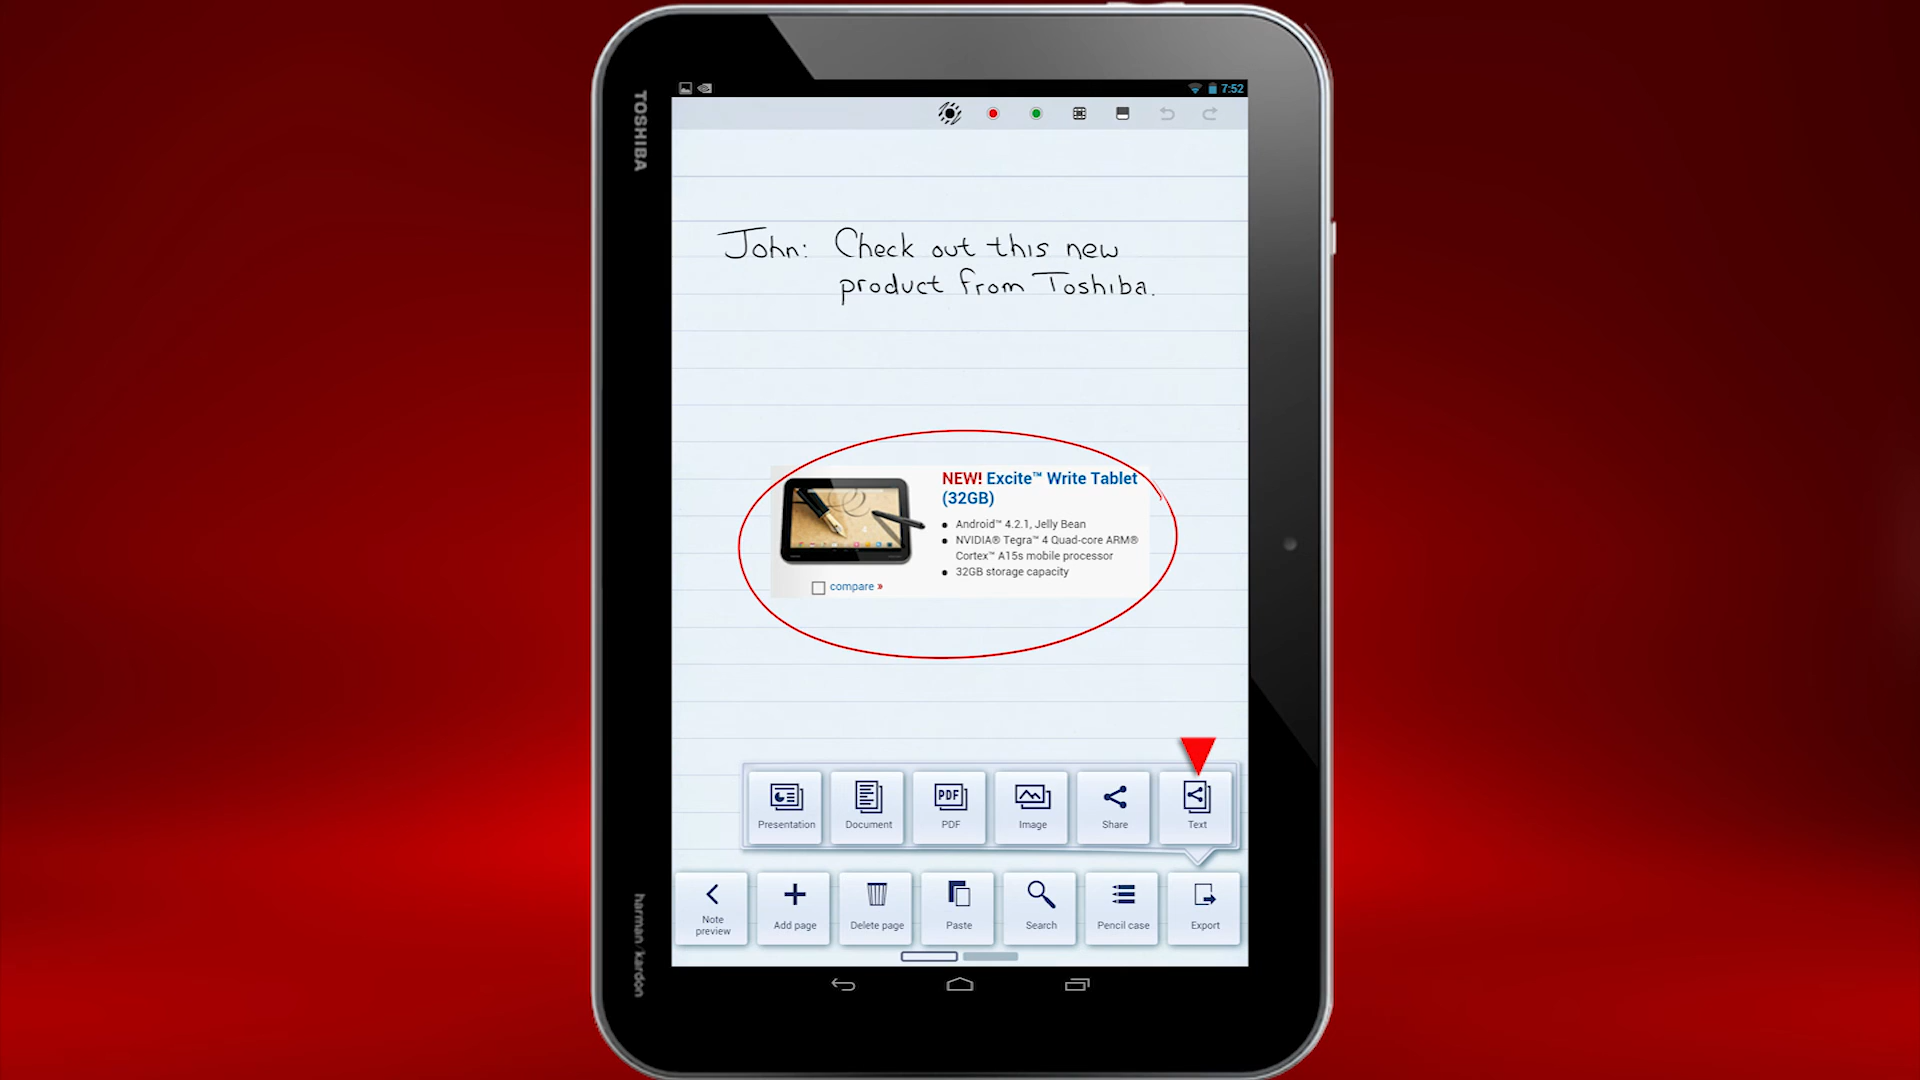 TOSHIBA
7:52
John: Check out this new
product from Toshiba.
NEW! Excite™ Write Tablet
(32GB)
Android™ 4.2.1, Jelly Bean
NVIDIA® Tegra™ 4 Quad-core ARM®
Cortex™ A15s mobile processor
32GB storage capacity
compare »
Presentation
Document
PDF
PDF
Image
Share
Text
Note
preview
Add page
Delete page
Paste
Search
Pencil case
Export
harman/kardon